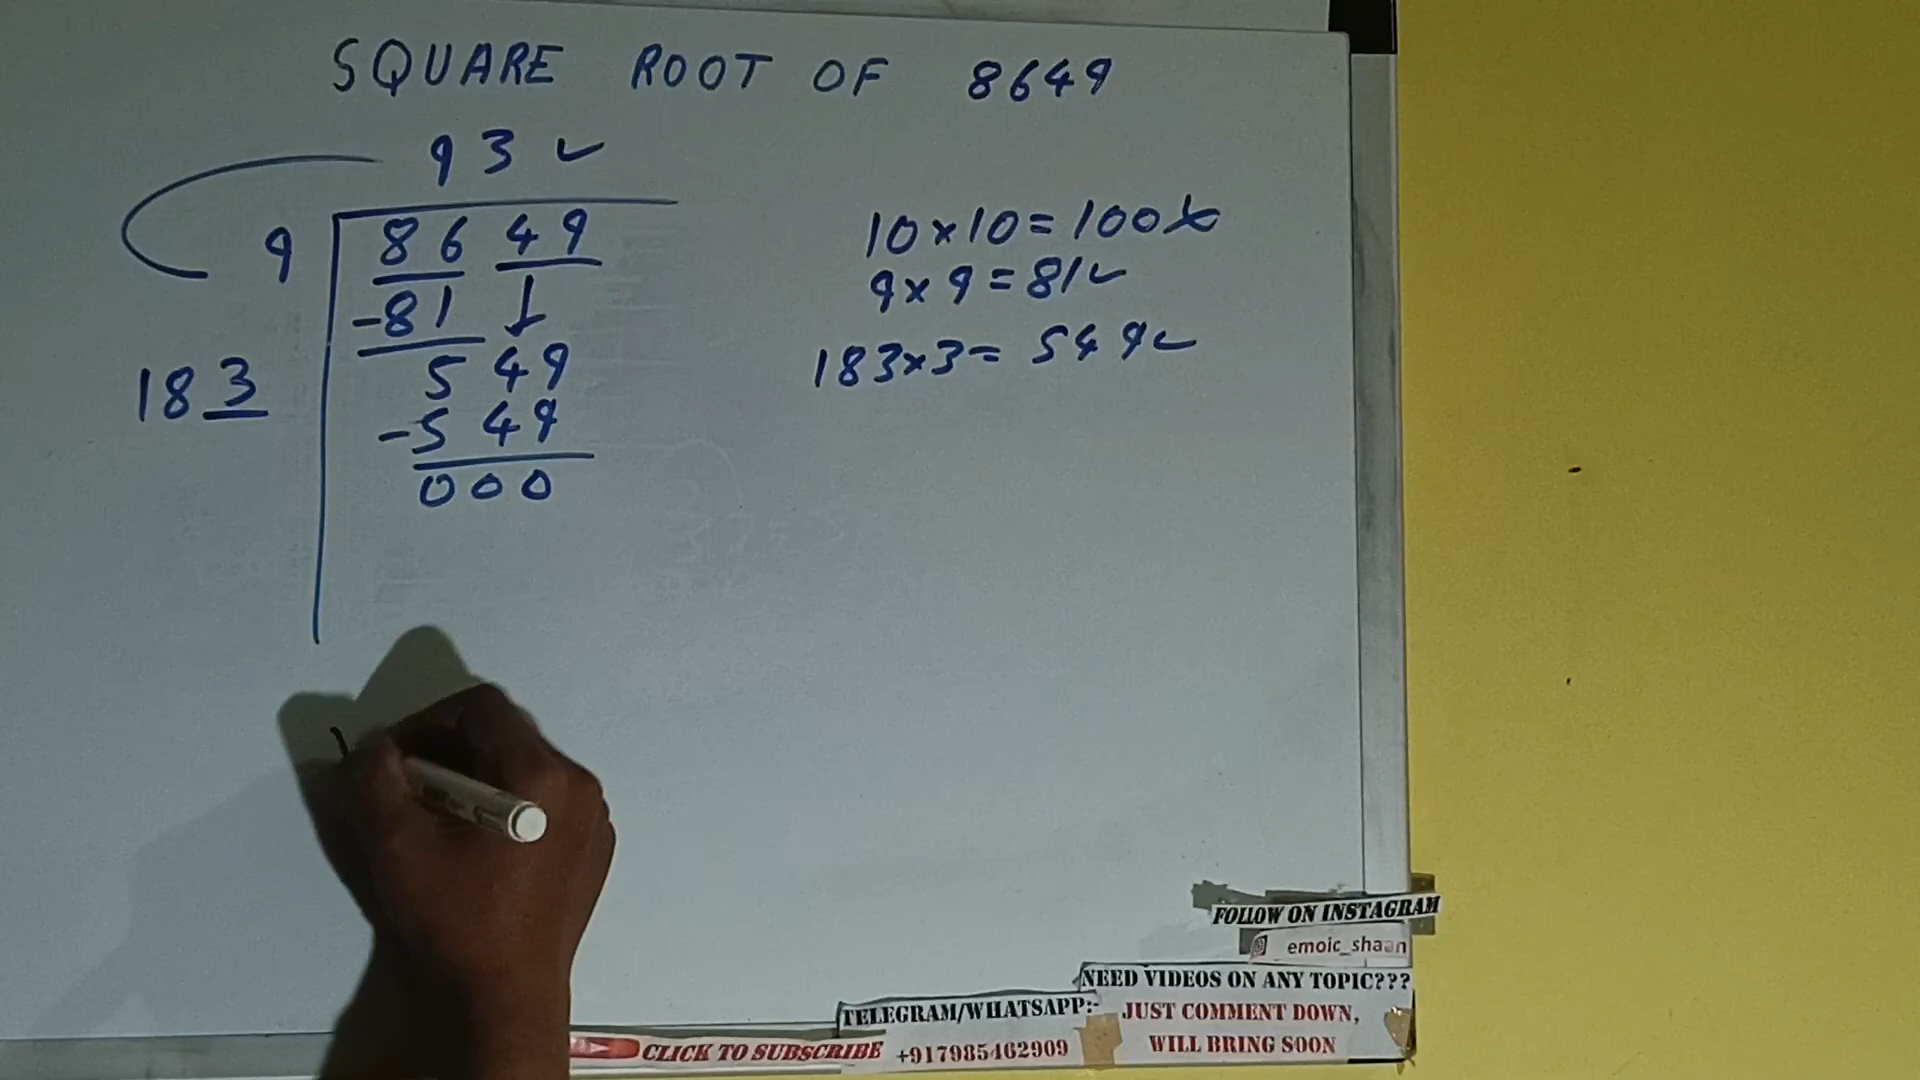 SQUARE ROOT OF 8649
93 ✓
9 8649
-81 ↓
183 549
-549
000
10×10=100×
9×9=81✓
183×3=549✓
FOLLOW ON INSTAGRAM
emoic_shaan
NEED VIDEOS ON ANY TOPIC???
JUST COMMENT DOWN,
WILL BRING SOON
TELEGRAM/WHATSAPP:-
+917985462909
CLICK TO SUBSCRIBE